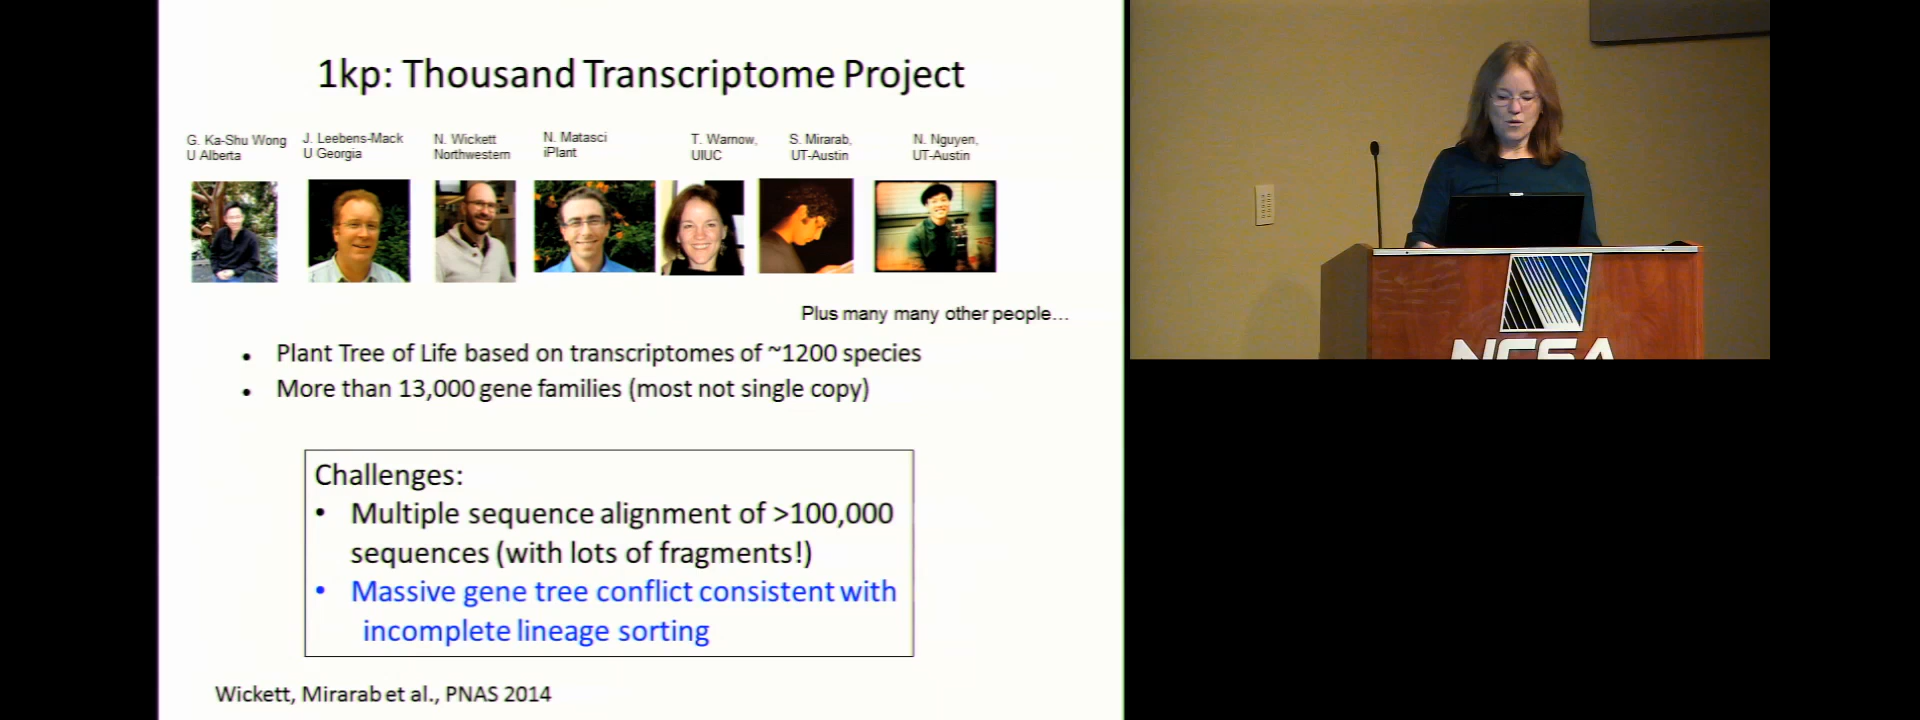 1kp: Thousand Transcriptome Project
G. Ka-Shu Wong
U Alberta
J. Leebens-Mack
U Georgia
N. Wickett
Northwestern
N. Matasci
iPlant
T. Warnow,
UIUC
S. Mirarab,
UT-Austin
N. Nguyen,
UT-Austin
Plus many many other people...
• Plant Tree of Life based on transcriptomes of ~1200 species
• More than 13,000 gene families (most not single copy)
Challenges:
• Multiple sequence alignment of >100,000
sequences (with lots of fragments!)
• Massive gene tree conflict consistent with
incomplete lineage sorting
Wickett, Mirarab et al., PNAS 2014
NCSA